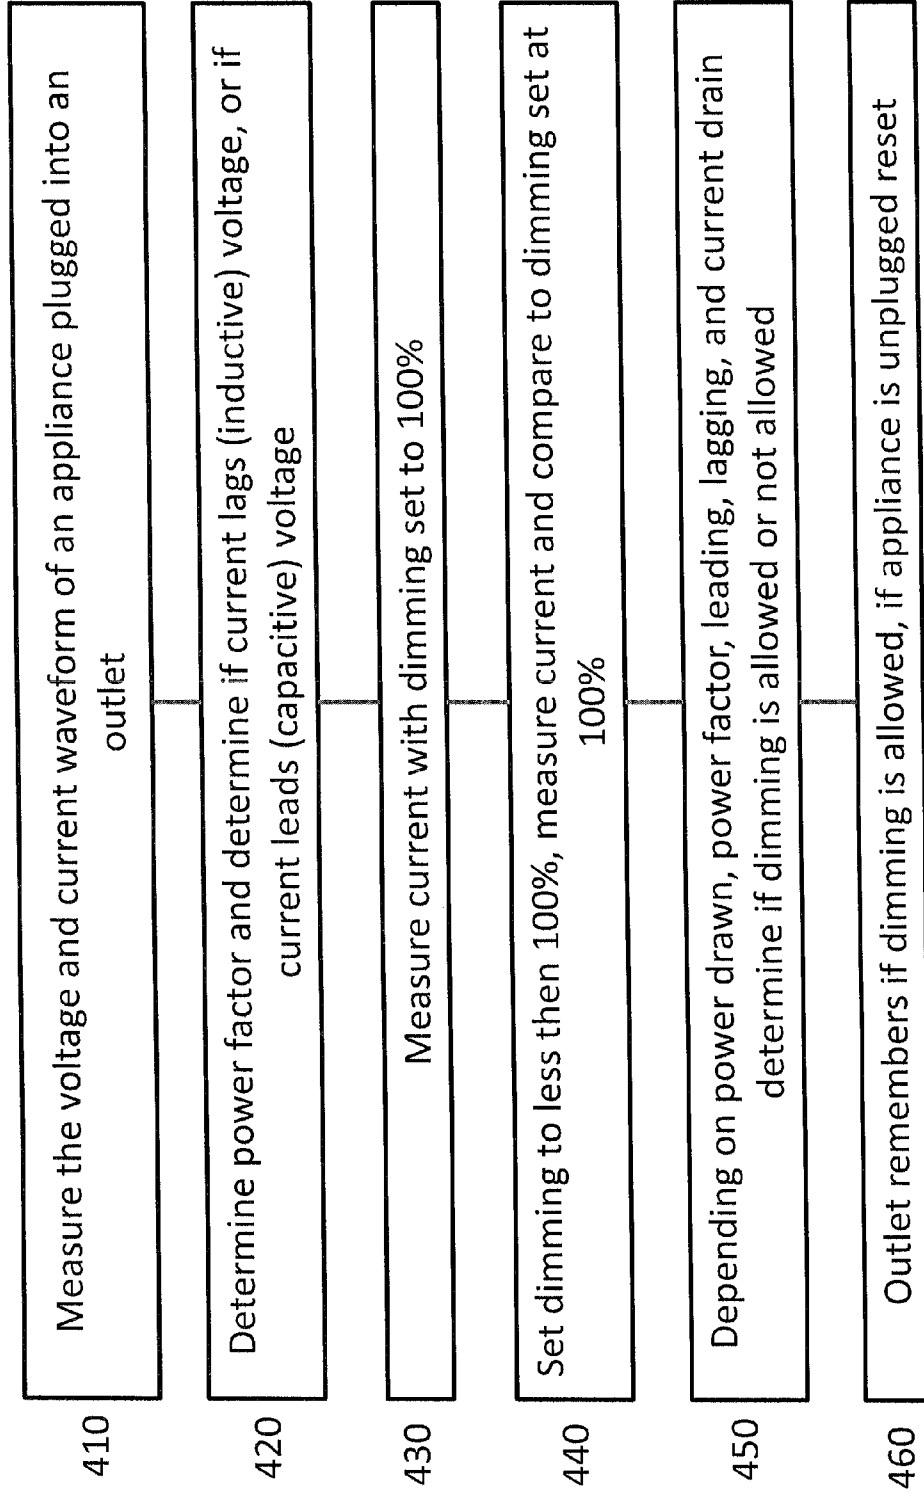 410
Measure the voltage and current waveform of an appliance plugged into an
outlet
420
Determine power factor and determine if current lags (inductive) voltage, or if
current leads (capacitive) voltage
430
Measure current with dimming set to 100%
440
Set dimming to less then 100%, measure current and compare to dimming set at
100%
450
Depending on power drawn, power factor, leading, lagging, and current drain
determine if dimming is allowed or not allowed
460
Outlet remembers if dimming is allowed, if appliance is unplugged reset